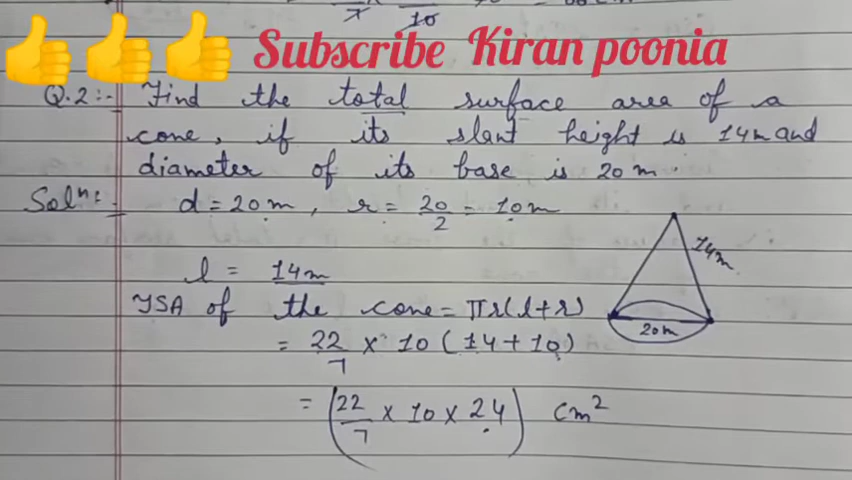 10
Subscribe Kiran poonia
Q.2:- Find the total surface area of a
cone, if its slant height is 14m and
diameter of its base is 20 m.
Solⁿ:- d = 20 m, r = 20/2 = 10 m
14m
l = 14m
TSA of the cone = πr(l+r)
20m
= 22/7 × 10 (14 + 10)
= (22/7 × 10 × 24) cm²